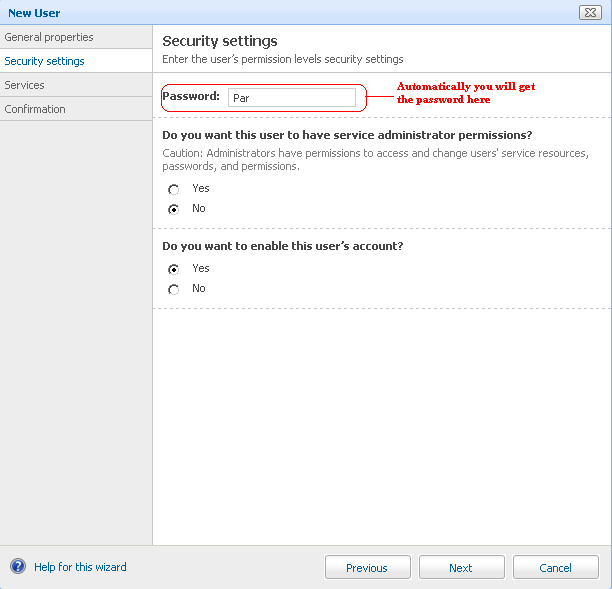 New User
General properties
Security settings
Services
Confirmation
Security settings
Enter the user's permission levels security settings
Password: Par
Automatically you will get
the password here
Do you want this user to have service administrator permissions?
Caution: Administrators have permissions to access and change users' service resources,
passwords, and permissions.
Yes
No
Do you want to enable this user's account?
Yes
No
? Help for this wizard
Previous Next Cancel